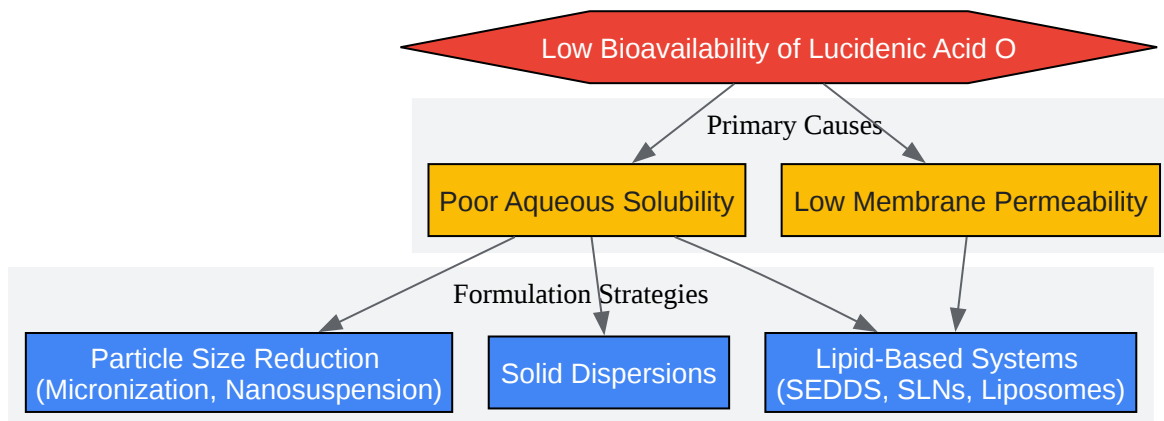 Low Bioavailability of Lucidenic Acid O
Primary Causes
Poor Aqueous Solubility
Low Membrane Permeability
Formulation Strategies
Particle Size Reduction
(Micronization, Nanosuspension)
Solid Dispersions
Lipid-Based Systems
(SEDDS, SLNs, Liposomes)